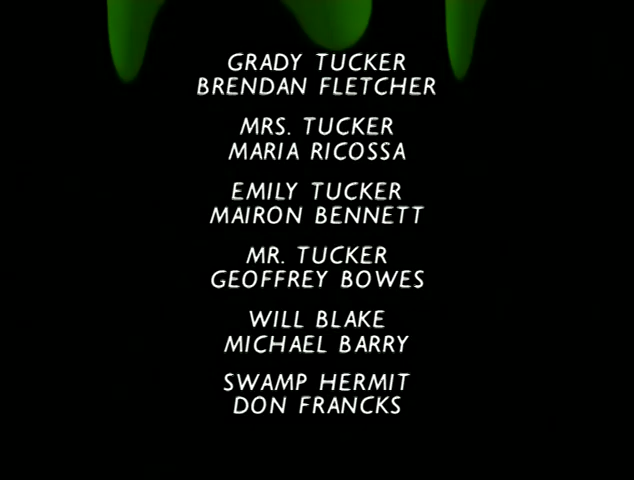 GRADY TUCKER
BRENDAN FLETCHER
MRS. TUCKER
MARIA RICOSSA
EMILY TUCKER
MAIRON BENNETT
MR. TUCKER
GEOFFREY BOWES
WILL BLAKE
MICHAEL BARRY
SWAMP HERMIT
DON FRANCKS